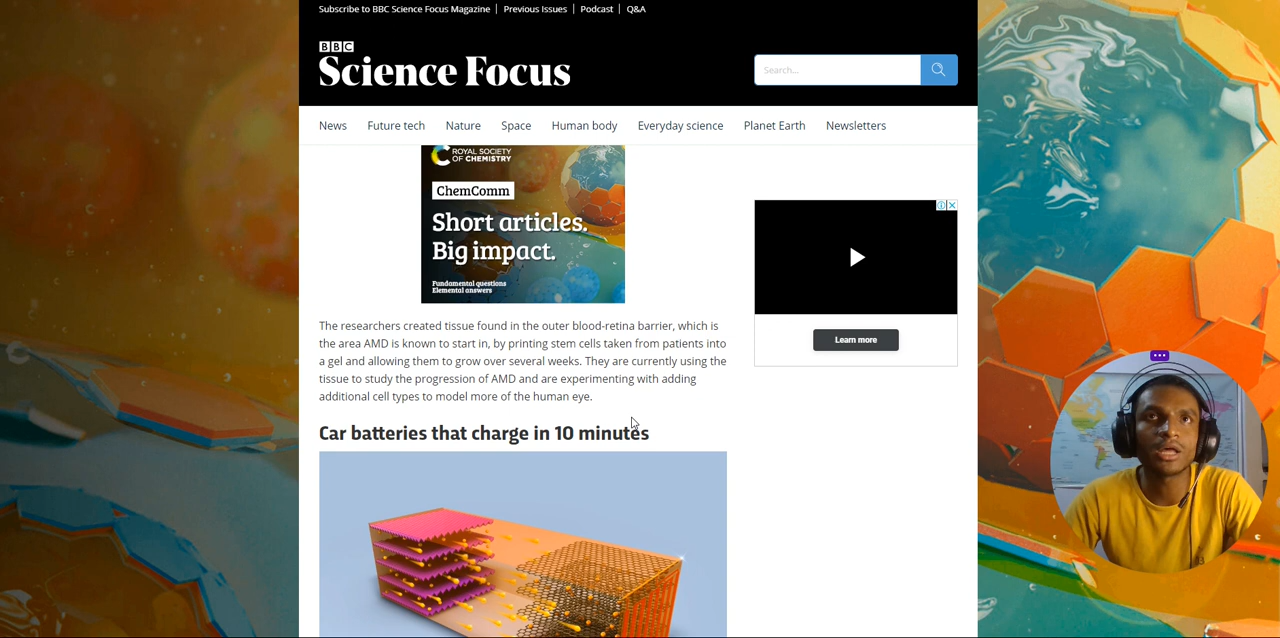 Subscribe to BBC Science Focus Magazine | Previous Issues | Podcast | Q&A
BBC
Science Focus
Search...
News Future tech Nature Space Human body Everyday science Planet Earth Newsletters
ROYAL SOCIETY
OF CHEMISTRY
ChemComm
Short articles.
Big impact.
Fundamental questions
Elemental answers
Learn more
The researchers created tissue found in the outer blood-retina barrier, which is
the area AMD is known to start in, by printing stem cells taken from patients into
a gel and allowing them to grow over several weeks. They are currently using the
tissue to study the progression of AMD and are experimenting with adding
additional cell types to model more of the human eye.
Car batteries that charge in 10 minutes